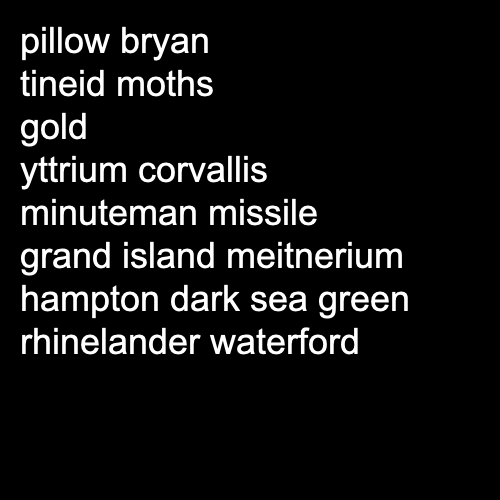 pillow bryan
tineid moths
gold
yttrium corvallis
minuteman missile
grand island meitnerium
hampton dark sea green
rhinelander waterford